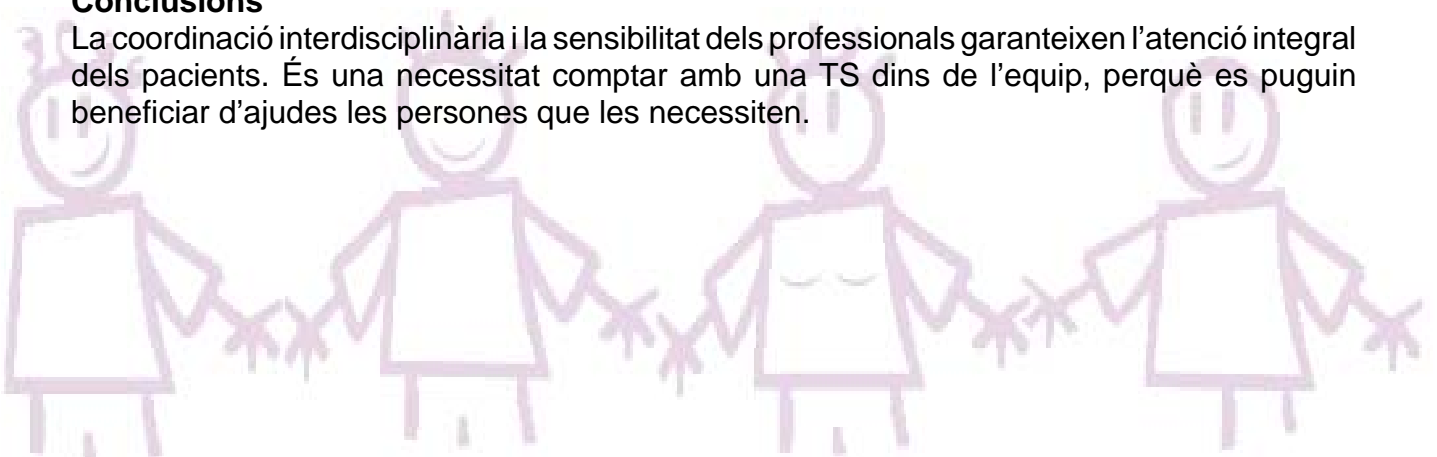 Conclusions
La coordinació interdisciplinària i la sensibilitat dels professionals garanteixen l’atenció integral
dels pacients. És una necessitat comptar amb una TS dins de l’equip, perquè es puguin
beneficiar d’ajudes les persones que les necessiten.